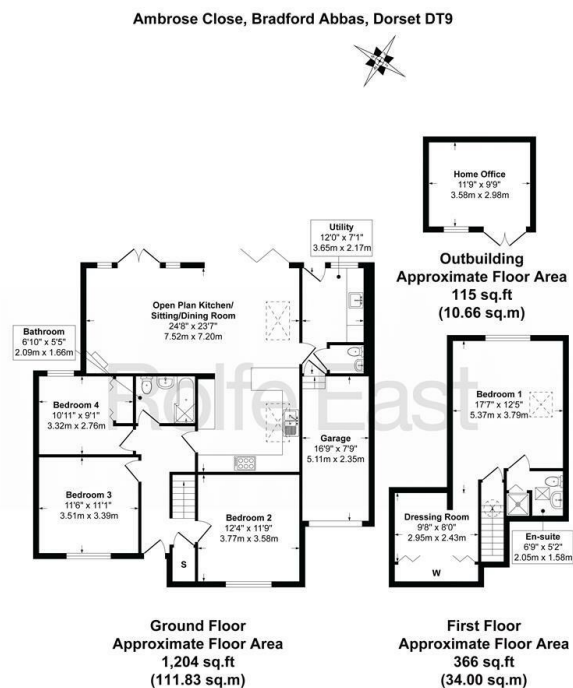 Ambrose Close, Bradford Abbas, Dorset DT9
Home Office
11'9" x 9'9"
3.58m x 2.98m
Outbuilding
Approximate Floor Area
115 sq.ft
(10.66 sq.m)
Utility
12'0" x 7'1"
3.65m x 2.17m
Open Plan Kitchen/
Sitting/Dining Room
24'8" x 23'7"
7.52m x 7.20m
Bathroom
6'10" x 5'5"
2.09m x 1.66m
Bedroom 4
10'11" x 9'1"
3.32m x 2.76m
Rolfe East
Garage
16'9" x 7'9"
5.11m x 2.35m
Bedroom 3
11'6" x 11'1"
3.51m x 3.39m
Bedroom 2
12'4" x 11'9"
3.77m x 3.58m
S
Bedroom 1
17'7" x 12'5"
5.37m x 3.79m
Dressing Room
9'8" x 8'0"
2.95m x 2.43m
W
En-suite
6'9" x 5'2"
2.05m x 1.58m
Ground Floor
Approximate Floor Area
1,204 sq.ft
(111.83 sq.m)
First Floor
Approximate Floor Area
366 sq.ft
(34.00 sq.m)